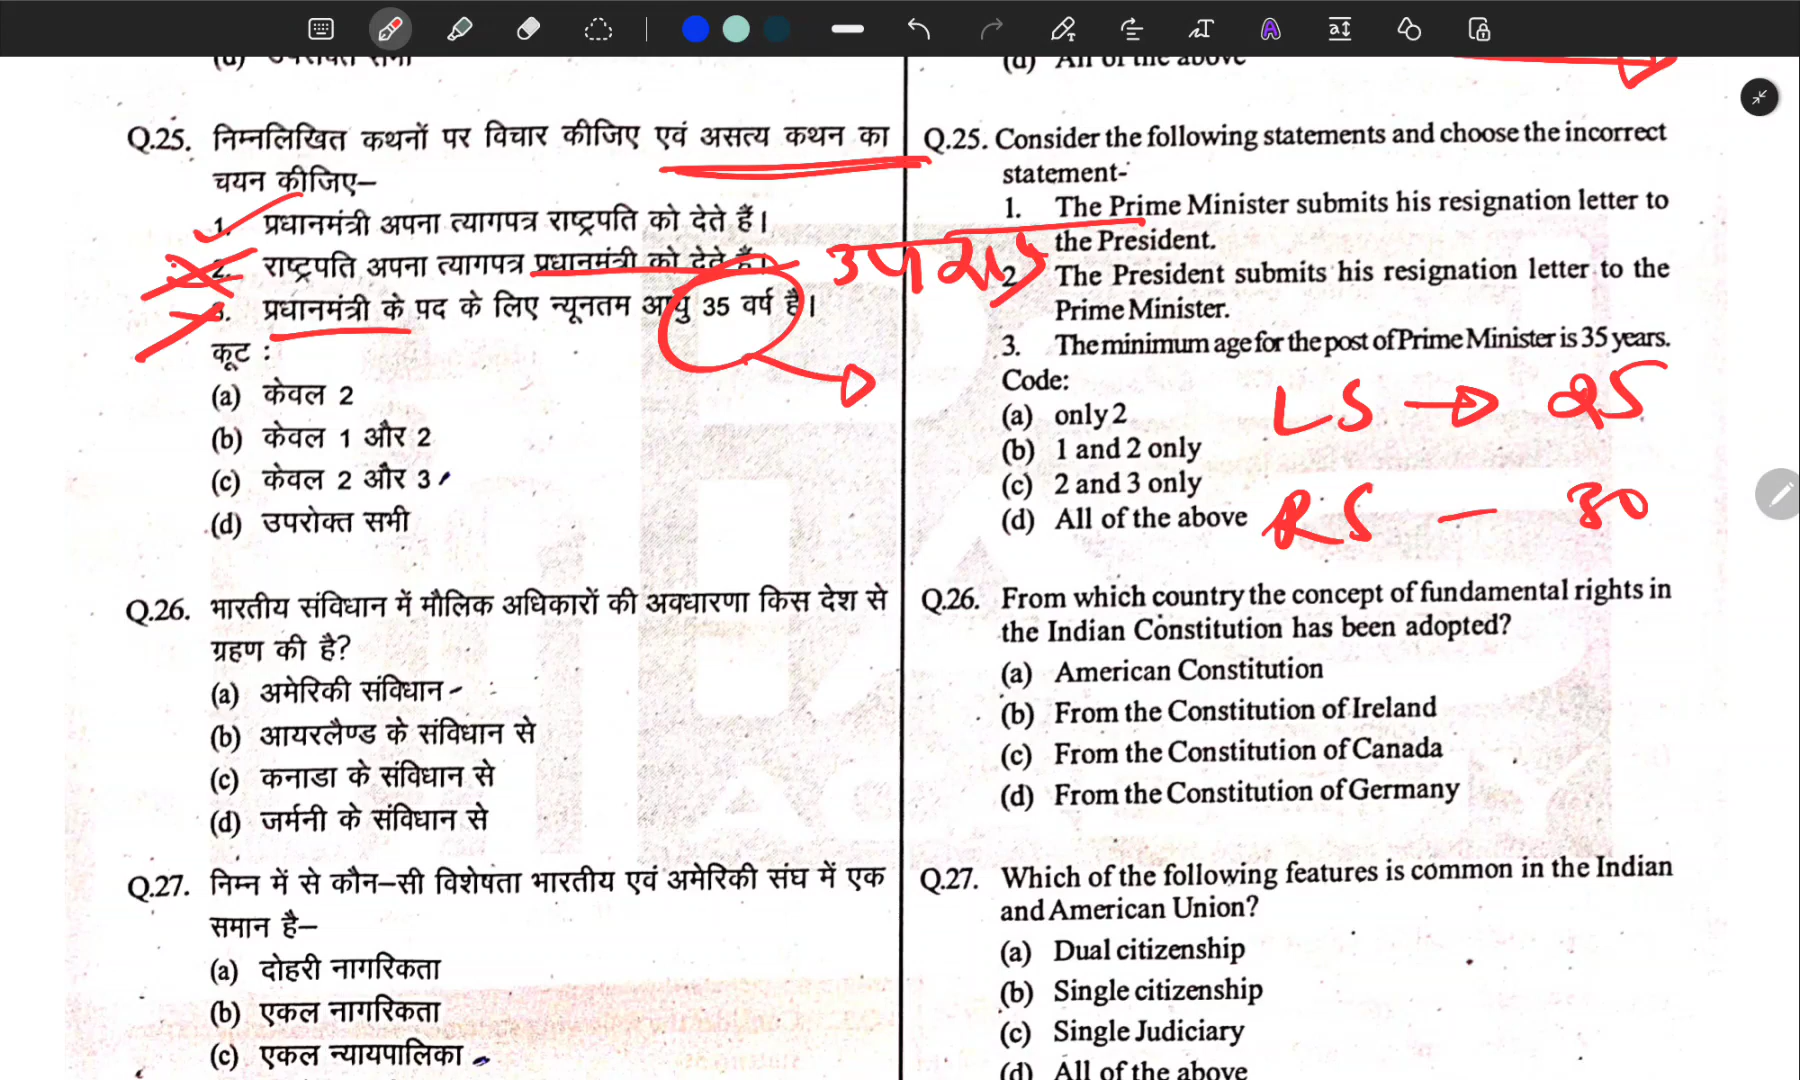 Q.25. निम्नलिखित कथनों पर विचार कीजिए एवं असत्य कथन का
चयन कीजिए–
1. प्रधानमंत्री अपना त्यागपत्र राष्ट्रपति को देते हैं।
2. राष्ट्रपति अपना त्यागपत्र प्रधानमंत्री को देते हैं।
3. प्रधानमंत्री के पद के लिए न्यूनतम आयु 35 वर्ष है।
कूट :
(a) केवल 2
(b) केवल 1 और 2
(c) केवल 2 और 3
(d) उपरोक्त सभी
Q.26. भारतीय संविधान में मौलिक अधिकारों की अवधारणा किस देश से
ग्रहण की है?
(a) अमेरिकी संविधान
(b) आयरलैण्ड के संविधान से
(c) कनाडा के संविधान से
(d) जर्मनी के संविधान से
Q.27. निम्न में से कौन–सी विशेषता भारतीय एवं अमेरिकी संघ में एक
समान है–
(a) दोहरी नागरिकता
(b) एकल नागरिकता
(c) एकल न्यायपालिका
(d) All of the above
Q.25. Consider the following statements and choose the incorrect
statement-
1. The Prime Minister submits his resignation letter to
the President.
2. The President submits his resignation letter to the
Prime Minister.
3. The minimum age for the post of Prime Minister is 35 years.
Code:
(a) only 2
(b) 1 and 2 only
(c) 2 and 3 only
(d) All of the above
LS → 25
RS – 30
Q.26. From which country the concept of fundamental rights in
the Indian Constitution has been adopted?
(a) American Constitution
(b) From the Constitution of Ireland
(c) From the Constitution of Canada
(d) From the Constitution of Germany
Q.27. Which of the following features is common in the Indian
and American Union?
(a) Dual citizenship
(b) Single citizenship
(c) Single Judiciary
(d) All of the above